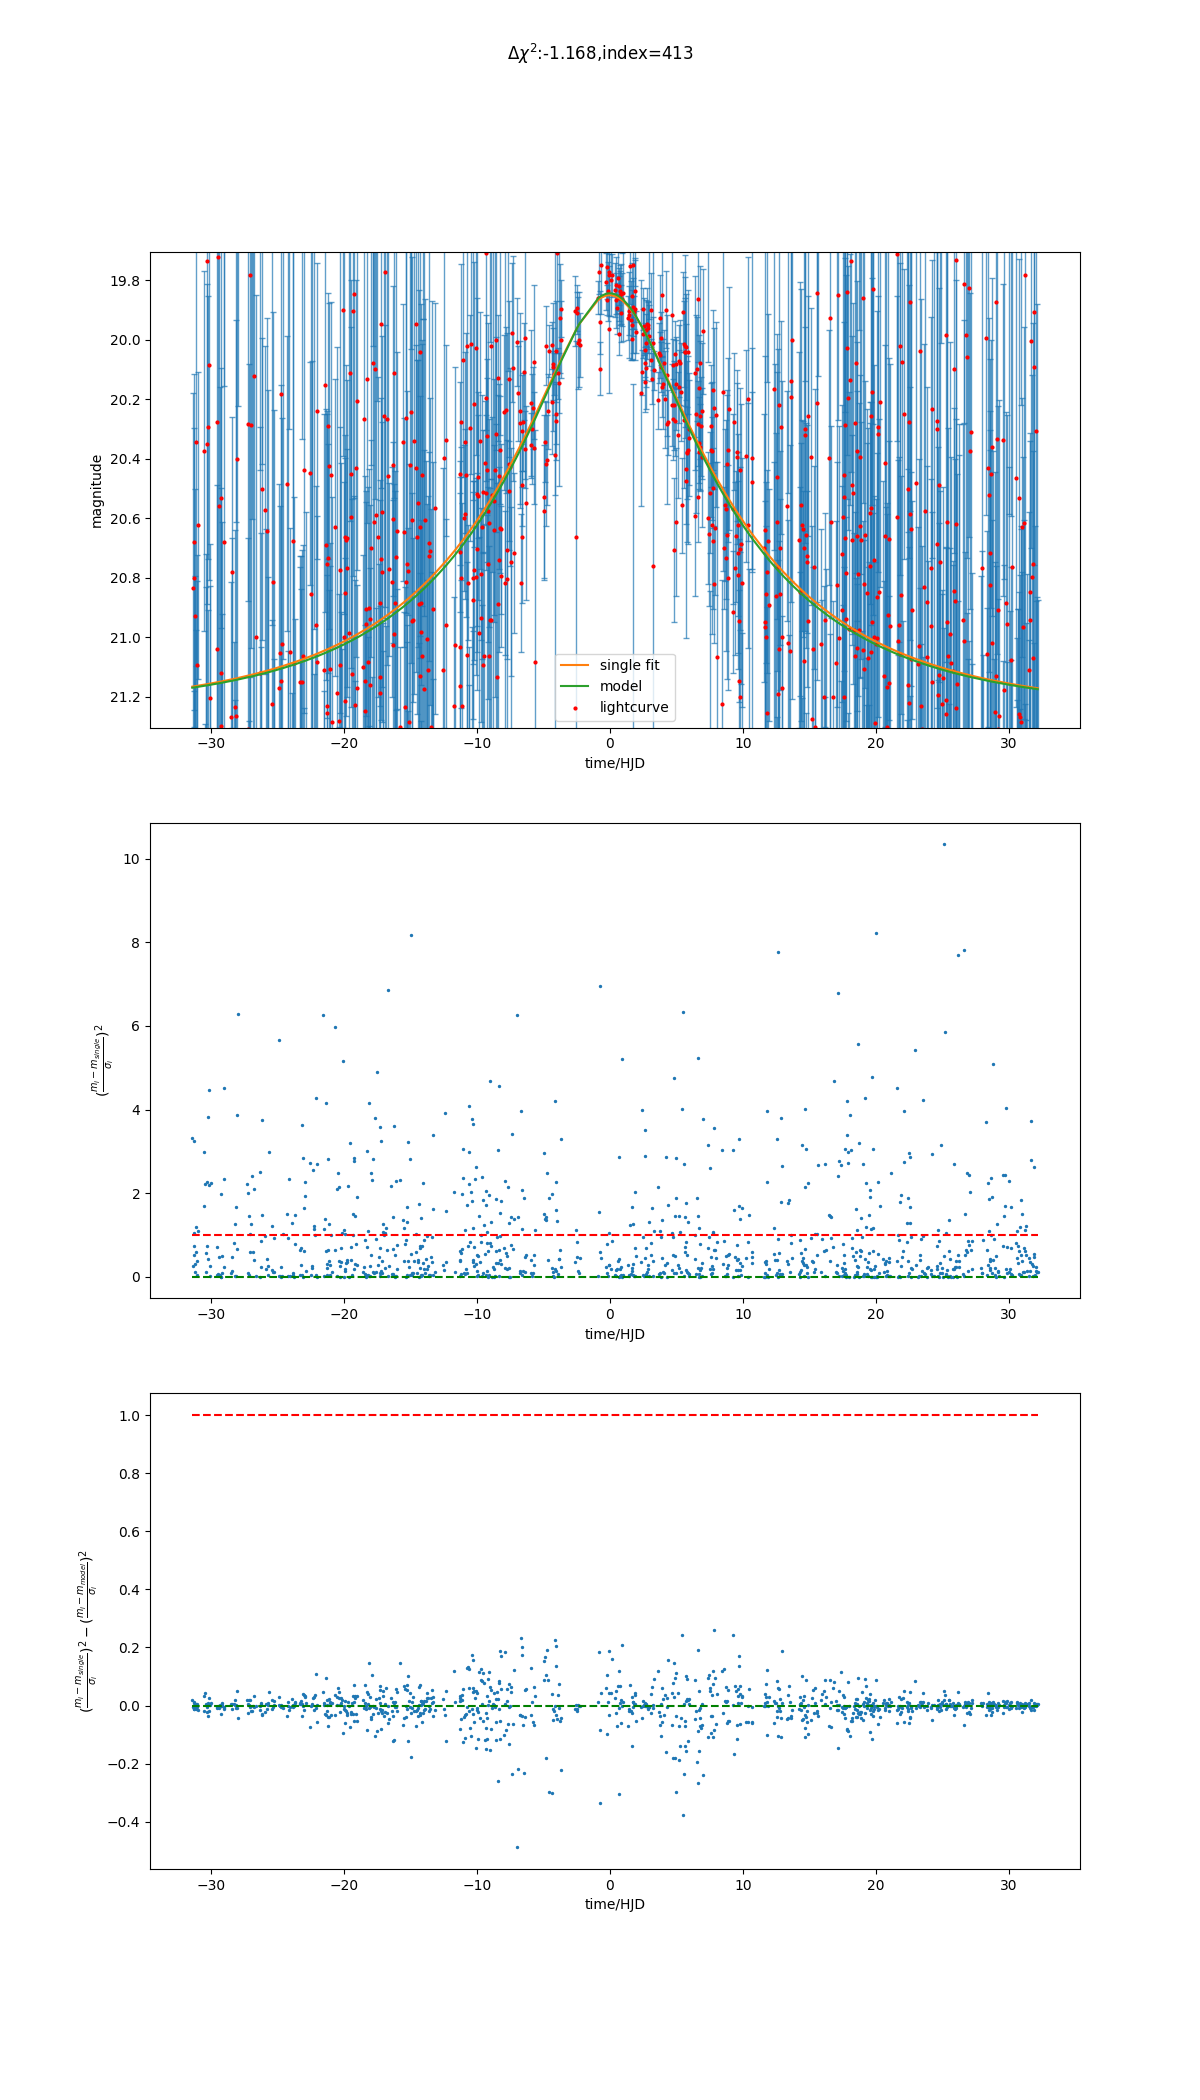 Δχ²:-1.168,index=413
19.8
20.0
20.2
20.4
20.6
20.8
21.0
21.2
magnitude
single fit
model
lightcurve
−30 −20 −10 0 10 20 30
time/HJD
10
8
6
4
2
0
(m_i − m_single / σ_i)²
−30 −20 −10 0 10 20 30
time/HJD
1.0
0.8
0.6
0.4
0.2
0.0
−0.2
−0.4
(m_i − m_single / σ_i)² − (m_i − m_model / σ_i)²
−30 −20 −10 0 10 20 30
time/HJD